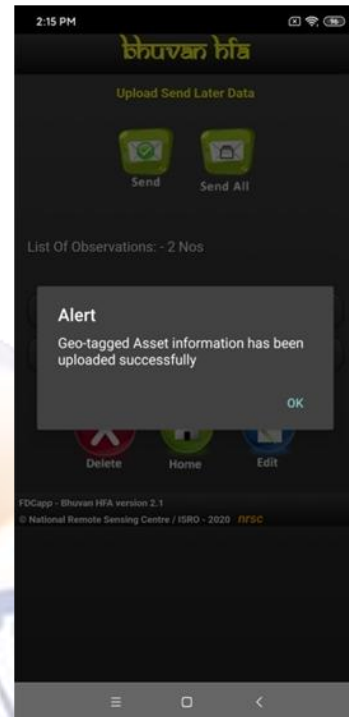 2:15 PM
bhuvan hfa
Upload Send Later Data
Send
Send All
List Of Observations: - 2 Nos
Alert
Geo-tagged Asset information has been
uploaded successfully
OK
Delete
Home
Edit
FDCapp - Bhuvan HFA version 2.1
© National Remote Sensing Centre / ISRO - 2020 nrsc